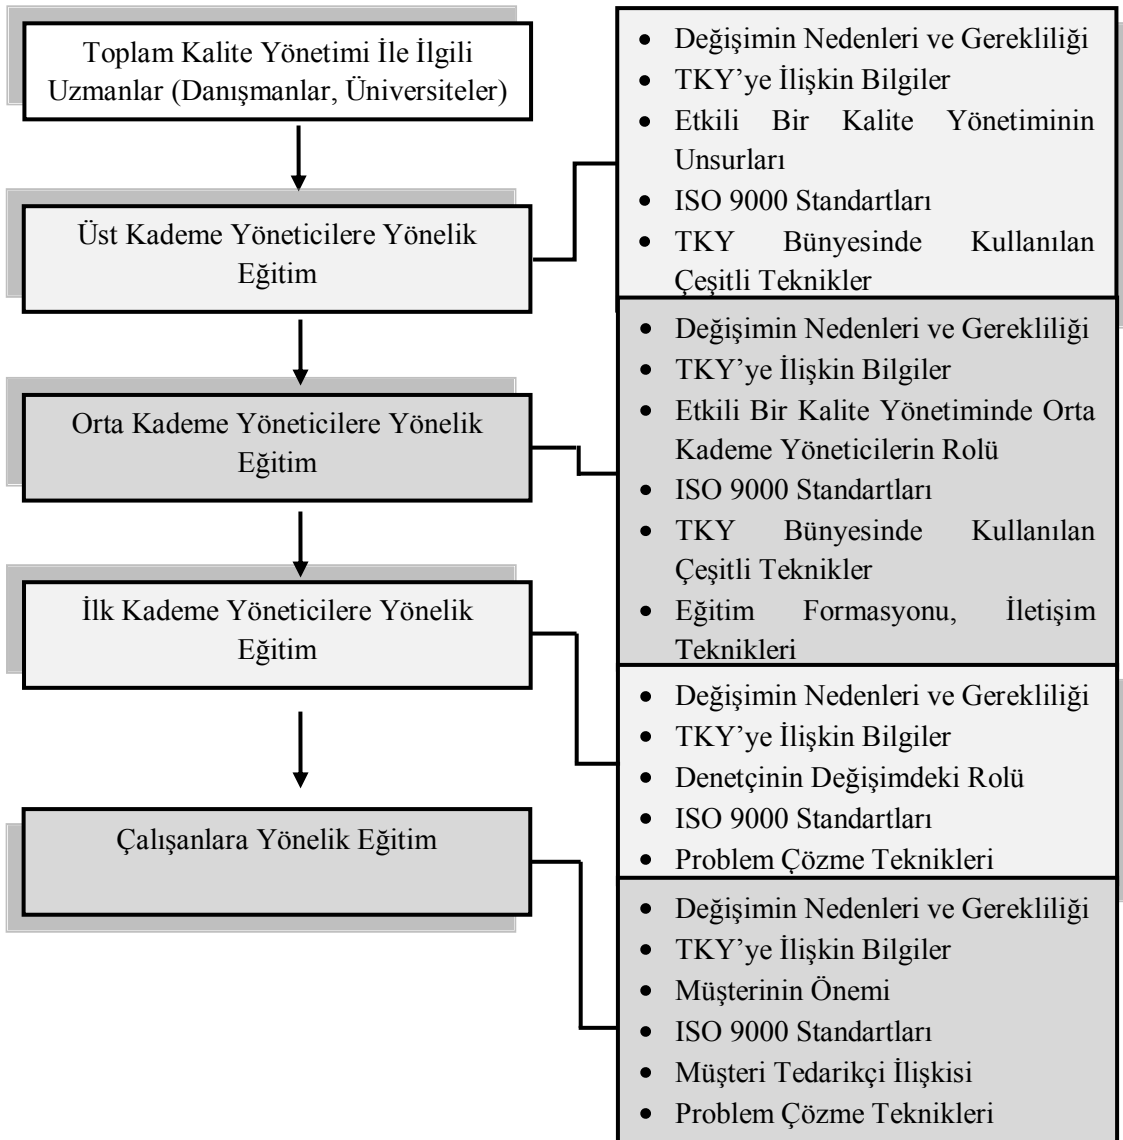 Toplam Kalite Yönetimi İle İlgili
Uzmanlar (Danışmanlar, Üniversiteler)
Üst Kademe Yöneticilere Yönelik
Eğitim
Orta Kademe Yöneticilere Yönelik
Eğitim
İlk Kademe Yöneticilere Yönelik
Eğitim
Çalışanlara Yönelik Eğitim
• Değişimin Nedenleri ve Gerekliliği
• TKY’ye İlişkin Bilgiler
• Etkili Bir Kalite Yönetiminin
Unsurları
• ISO 9000 Standartları
• TKY Bünyesinde Kullanılan
Çeşitli Teknikler
• Değişimin Nedenleri ve Gerekliliği
• TKY’ye İlişkin Bilgiler
• Etkili Bir Kalite Yönetiminde Orta
Kademe Yöneticilerin Rolü
• ISO 9000 Standartları
• TKY Bünyesinde Kullanılan
Çeşitli Teknikler
• Eğitim Formasyonu, İletişim
Teknikleri
• Değişimin Nedenleri ve Gerekliliği
• TKY’ye İlişkin Bilgiler
• Denetçinin Değişimdeki Rolü
• ISO 9000 Standartları
• Problem Çözme Teknikleri
• Değişimin Nedenleri ve Gerekliliği
• TKY’ye İlişkin Bilgiler
• Müşterinin Önemi
• ISO 9000 Standartları
• Müşteri Tedarikçi İlişkisi
• Problem Çözme Teknikleri